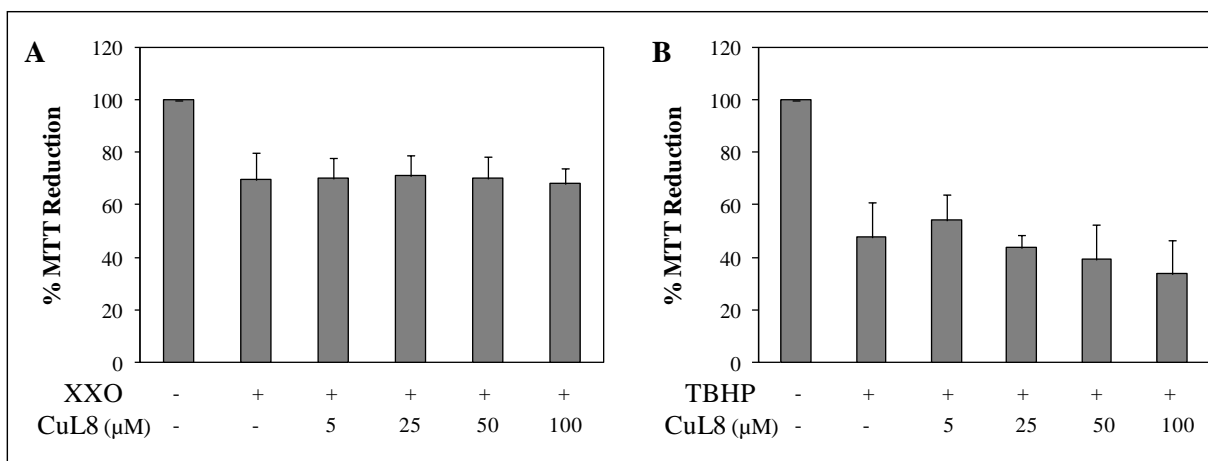 A
% MTT Reduction
120
100
80
60
40
20
0
XXO - + + + + +
CuL8 (μM) - - 5 25 50 100
B
% MTT Reduction
120
100
80
60
40
20
0
TBHP - + + + + +
CuL8 (μM) - - 5 25 50 100